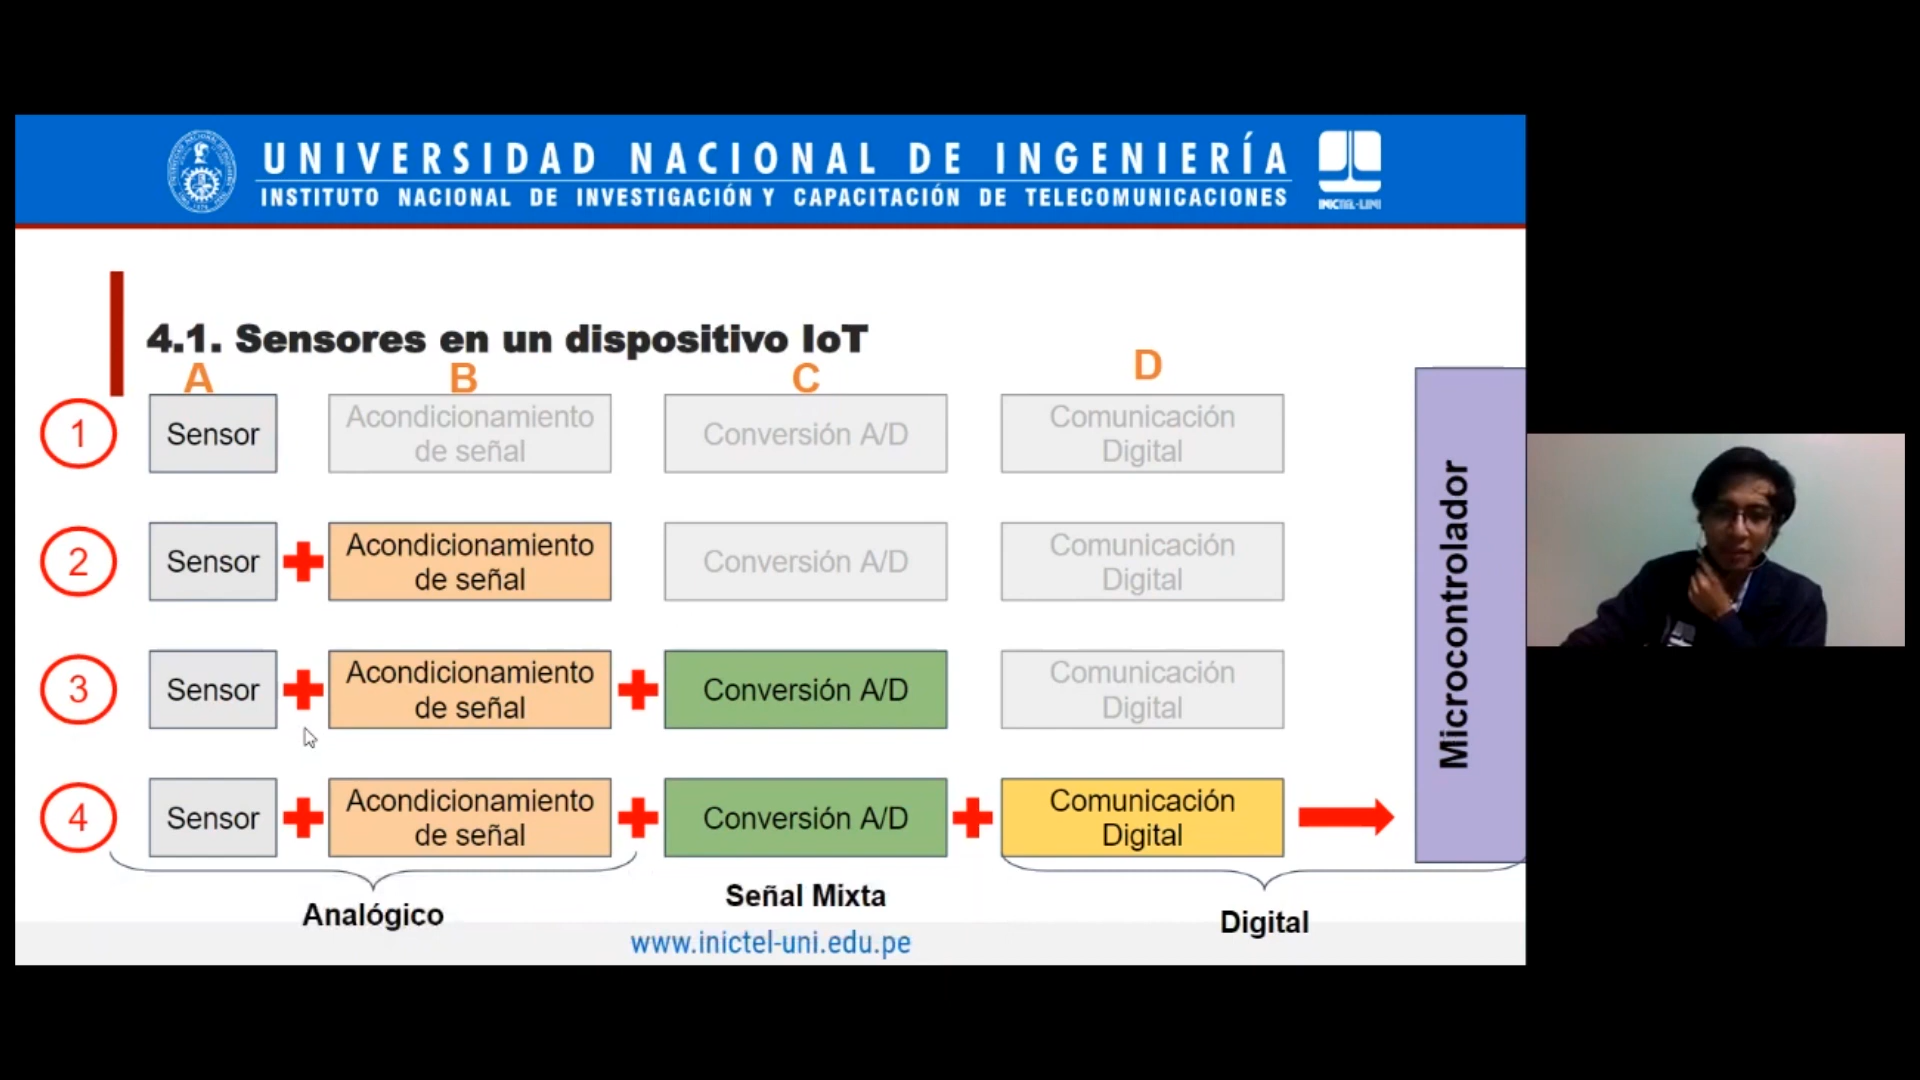 UNIVERSIDAD NACIONAL DE INGENIERÍA
INSTITUTO NACIONAL DE INVESTIGACIÓN Y CAPACITACIÓN DE TELECOMUNICACIONES
INICTEL-UNI
4.1. Sensores en un dispositivo IoT
A B C D
1 Sensor Acondicionamiento de señal Conversión A/D Comunicación Digital
2 Sensor + Acondicionamiento de señal Conversión A/D Comunicación Digital
3 Sensor + Acondicionamiento de señal + Conversión A/D Comunicación Digital
4 Sensor + Acondicionamiento de señal + Conversión A/D + Comunicación Digital
Microcontrolador
Analógico
Señal Mixta
Digital
www.inictel-uni.edu.pe